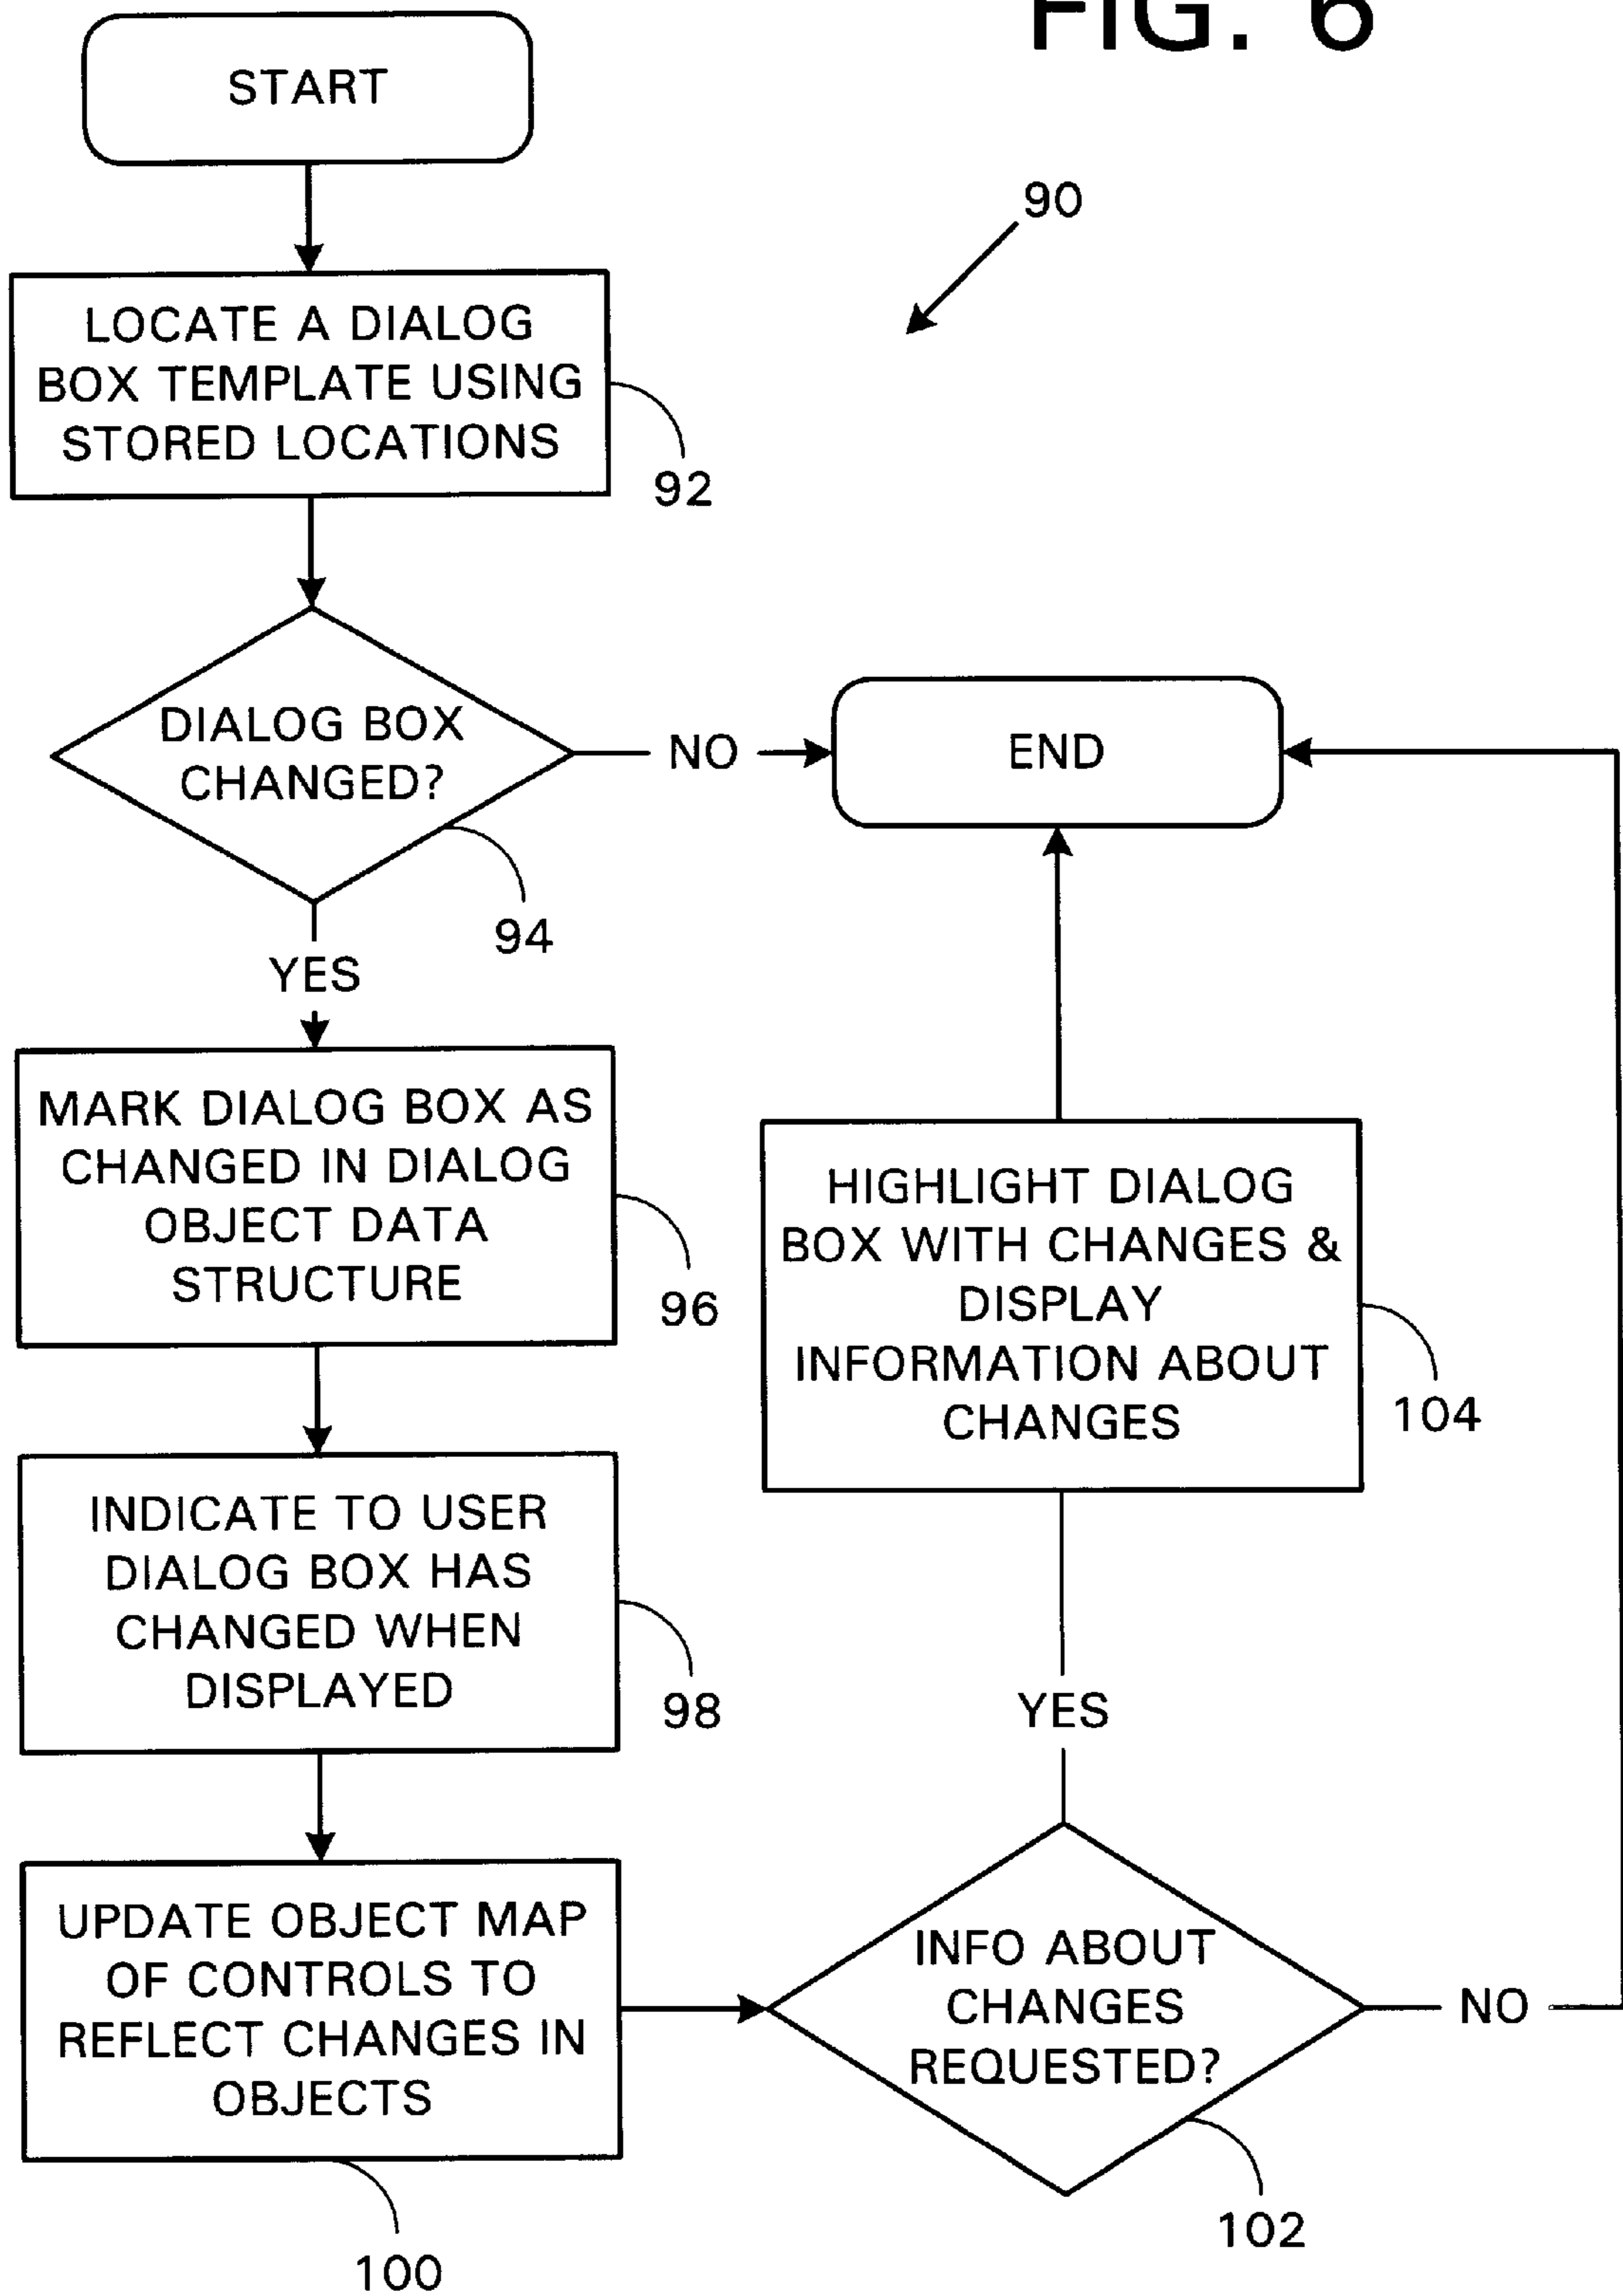 FIG. 6
START
90
LOCATE A DIALOG
BOX TEMPLATE USING
STORED LOCATIONS
92
DIALOG BOX
CHANGED?
NO
END
94
YES
MARK DIALOG BOX AS
CHANGED IN DIALOG
OBJECT DATA
STRUCTURE
96
HIGHLIGHT DIALOG
BOX WITH CHANGES &
DISPLAY
INFORMATION ABOUT
CHANGES
104
INDICATE TO USER
DIALOG BOX HAS
CHANGED WHEN
DISPLAYED
98
YES
UPDATE OBJECT MAP
OF CONTROLS TO
REFLECT CHANGES IN
OBJECTS
100
INFO ABOUT
CHANGES
REQUESTED?
NO
102